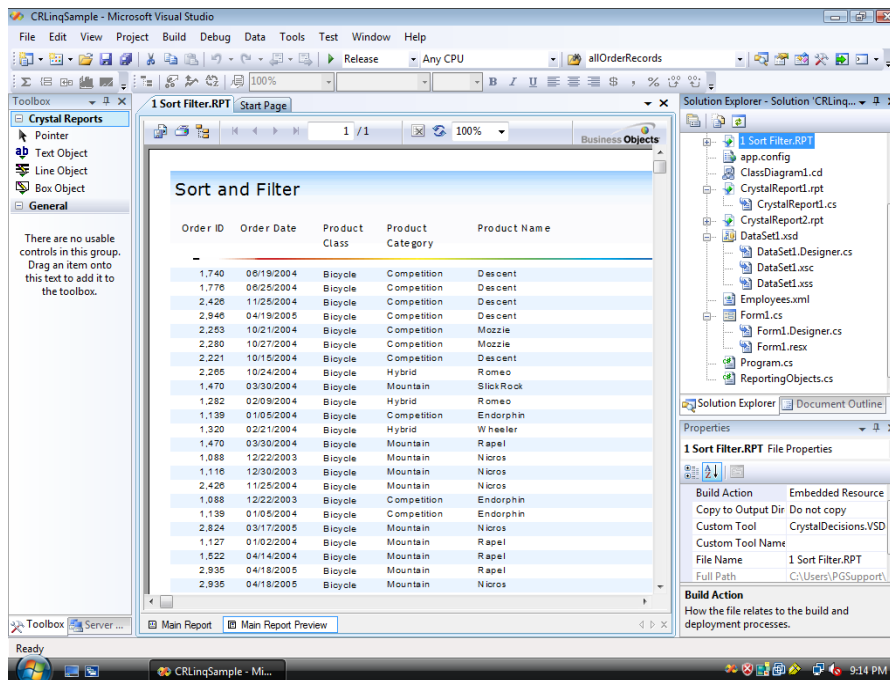 CRLinqSample - Microsoft Visual Studio
File Edit View Project Build Debug Data Tools Test Window Help
Release Any CPU allOrderRecords
100% B I U $ , %
Toolbox
1 Sort Filter.RPT Start Page
Solution Explorer - Solution 'CRLinq...
Crystal Reports
Pointer
Text Object
Line Object
Box Object
General
There are no usable
controls in this group.
Drag an item onto
this text to add it to
the toolbox.
1 /1 100%
Business Objects
Sort and Filter
Order ID Order Date Product Class Product Category Product Name
1,740 06/19/2004 Bicycle Competition Descent
1,776 06/25/2004 Bicycle Competition Descent
2,426 11/25/2004 Bicycle Competition Descent
2,946 04/19/2005 Bicycle Competition Descent
2,253 10/21/2004 Bicycle Competition Mozzie
2,280 10/27/2004 Bicycle Competition Mozzie
2,221 10/15/2004 Bicycle Competition Descent
2,265 10/24/2004 Bicycle Hybrid Romeo
1,470 03/30/2004 Bicycle Mountain SlickRock
1,282 02/09/2004 Bicycle Hybrid Romeo
1,139 01/05/2004 Bicycle Competition Endorphin
1,320 02/21/2004 Bicycle Hybrid Wheeler
1,470 03/30/2004 Bicycle Mountain Rapel
1,088 12/22/2003 Bicycle Mountain Nicros
1,116 12/30/2003 Bicycle Mountain Nicros
2,426 11/25/2004 Bicycle Mountain Nicros
1,088 12/22/2003 Bicycle Competition Endorphin
1,139 01/05/2004 Bicycle Competition Endorphin
2,824 03/17/2005 Bicycle Mountain Nicros
1,127 01/02/2004 Bicycle Mountain Rapel
1,522 04/14/2004 Bicycle Mountain Rapel
2,935 04/18/2005 Bicycle Mountain Rapel
2,935 04/18/2005 Bicycle Mountain Nicros
Main Report Main Report Preview
1 Sort Filter.RPT
app.config
ClassDiagram1.cd
CrystalReport1.rpt
CrystalReport1.cs
CrystalReport2.rpt
DataSet1.xsd
DataSet1.Designer.cs
DataSet1.xsc
DataSet1.xss
Employees.xml
Form1.cs
Form1.Designer.cs
Form1.resx
Program.cs
ReportingObjects.cs
Solution Explorer Document Outline
Properties
1 Sort Filter.RPT File Properties
Build Action Embedded Resource
Copy to Output Dir Do not copy
Custom Tool CrystalDecisions.VSD
Custom Tool Name
File Name 1 Sort Filter.RPT
Full Path C:\Users\PGSupport\
Build Action
How the file relates to the build and
deployment processes.
Toolbox Server ...
Ready
CRLinqSample - Mi... 9:14 PM